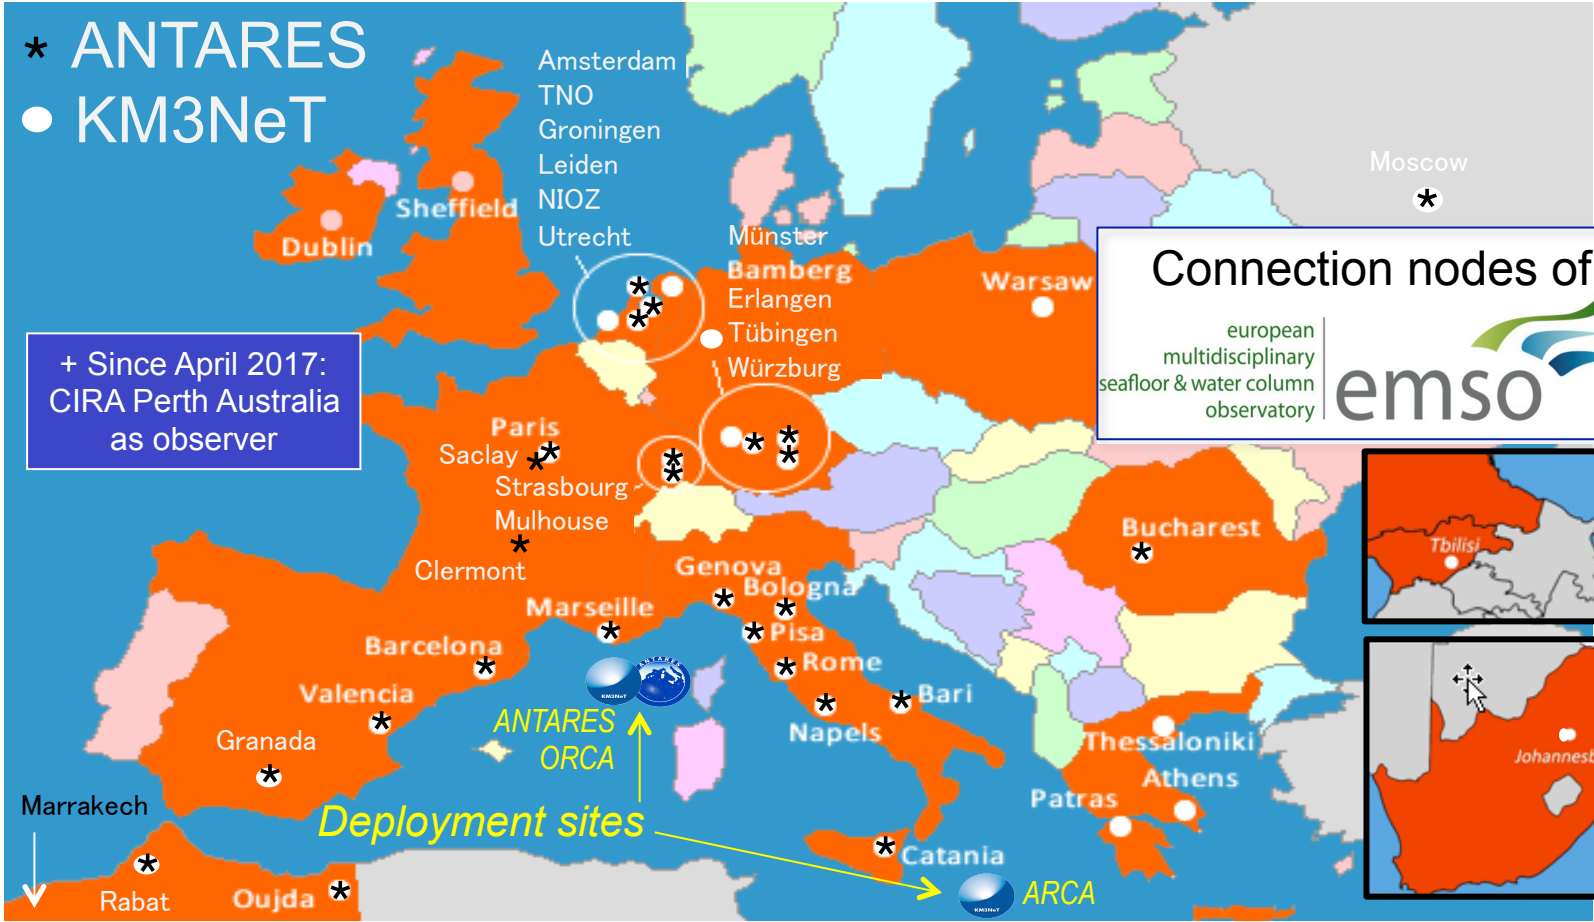 * ANTARES
KM3NeT
Amsterdam
TNO
Groningen
Leiden
NIOZ
Utrecht
Sheffield
Dublin
Münster
Bamberg
Erlangen
Tübingen
Würzburg
Warsaw
Moscow
Connection nodes of
european
multidisciplinary
seafloor & water column
observatory
emso
+ Since April 2017:
CIRA Perth Australia
as observer
Paris
Saclay
Strasbourg
Mulhouse
Clermont
Bucharest
Tbilisi
Genova
Bologna
Marseille
Pisa
Barcelona
Rome
Valencia
Bari
Napels
Granada
KM3NeT
ANTARES
ANTARES
ORCA
Thessaloniki
Athens
Patras
Johannesb
Marrakech
Deployment sites
Catania
Rabat
Oujda
KM3NeT
ARCA